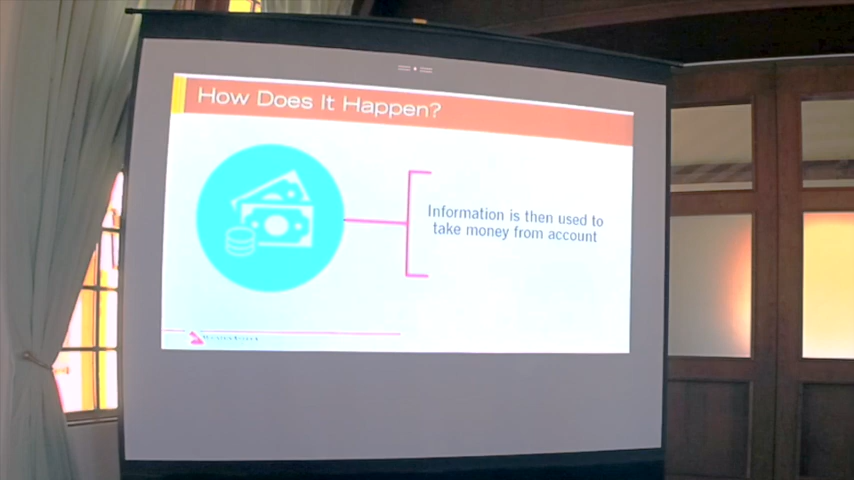 How Does It Happen?
Information is then used to
take money from account